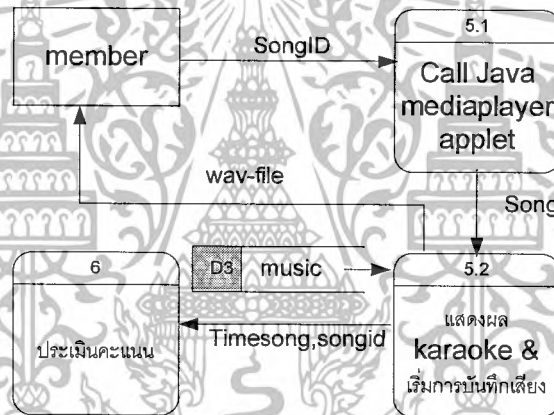 member
SongID
5.1
Call Java
mediaplayer
applet
wav-file
Song
6
ประเมินคะแนน
D3 music
Timesong,songid
5.2
แสดงผล
karaoke &
เริ่มการบันทึกเสียง